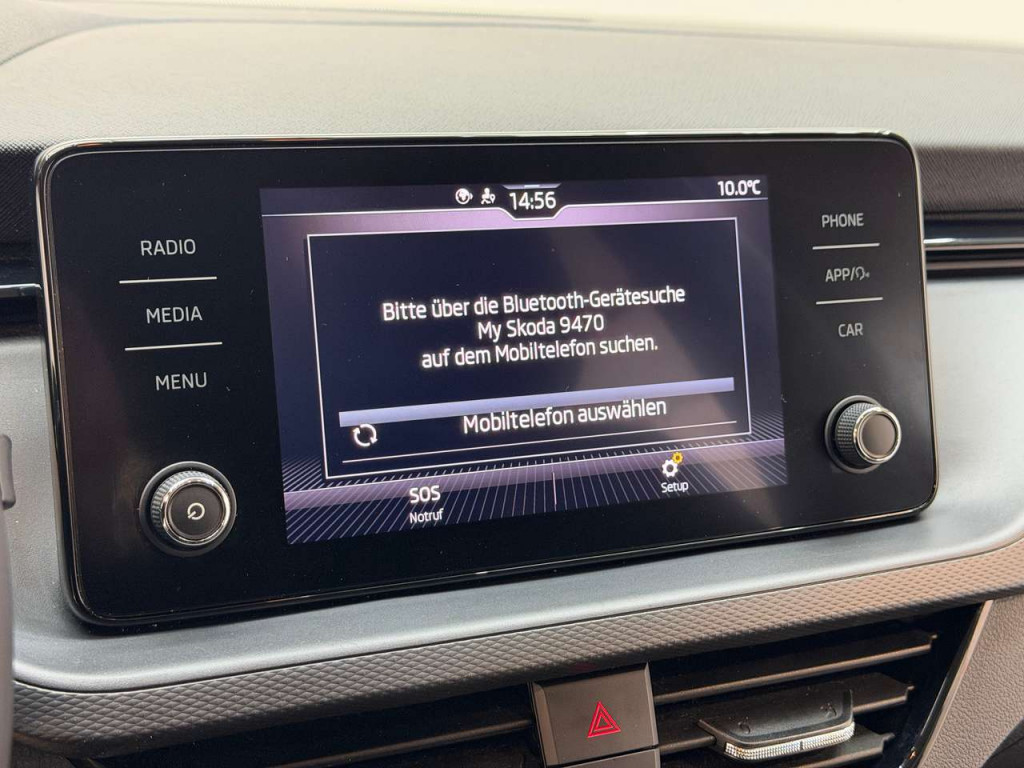 14:56
10.0°C
RADIO
MEDIA
MENU
Bitte über die Bluetooth-Gerätesuche
My Skoda 9470
auf dem Mobiltelefon suchen.
Mobiltelefon auswählen
SOS
Notruf
Setup
PHONE
APP/
CAR